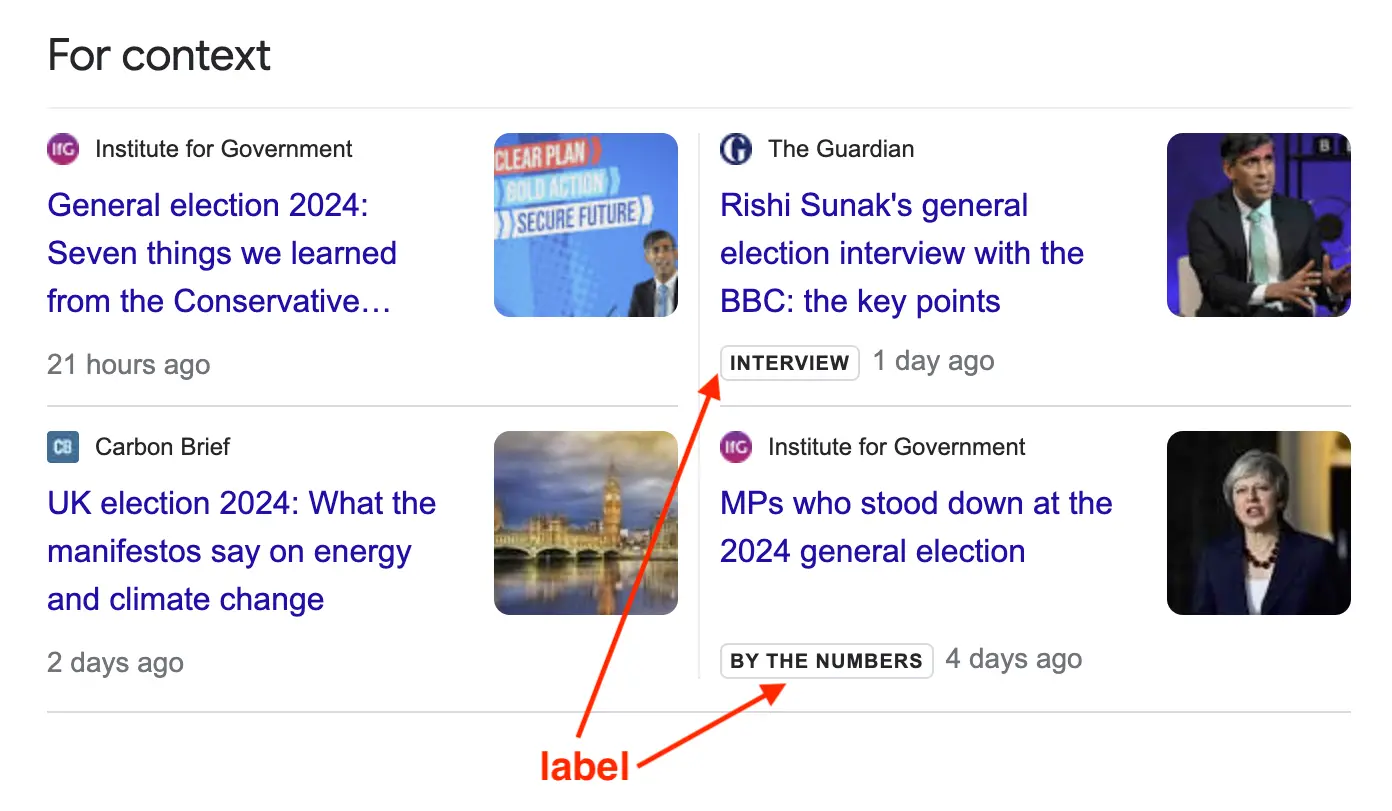 For context
IfG Institute for Government
General election 2024:
Seven things we learned
from the Conservative…
21 hours ago
CLEAR PLAN
BOLD ACTION
SECURE FUTURE
G The Guardian
Rishi Sunak's general
election interview with the
BBC: the key points
INTERVIEW 1 day ago
B
CB Carbon Brief
UK election 2024: What the
manifestos say on energy
and climate change
2 days ago
IfG Institute for Government
MPs who stood down at the
2024 general election
BY THE NUMBERS 4 days ago
label